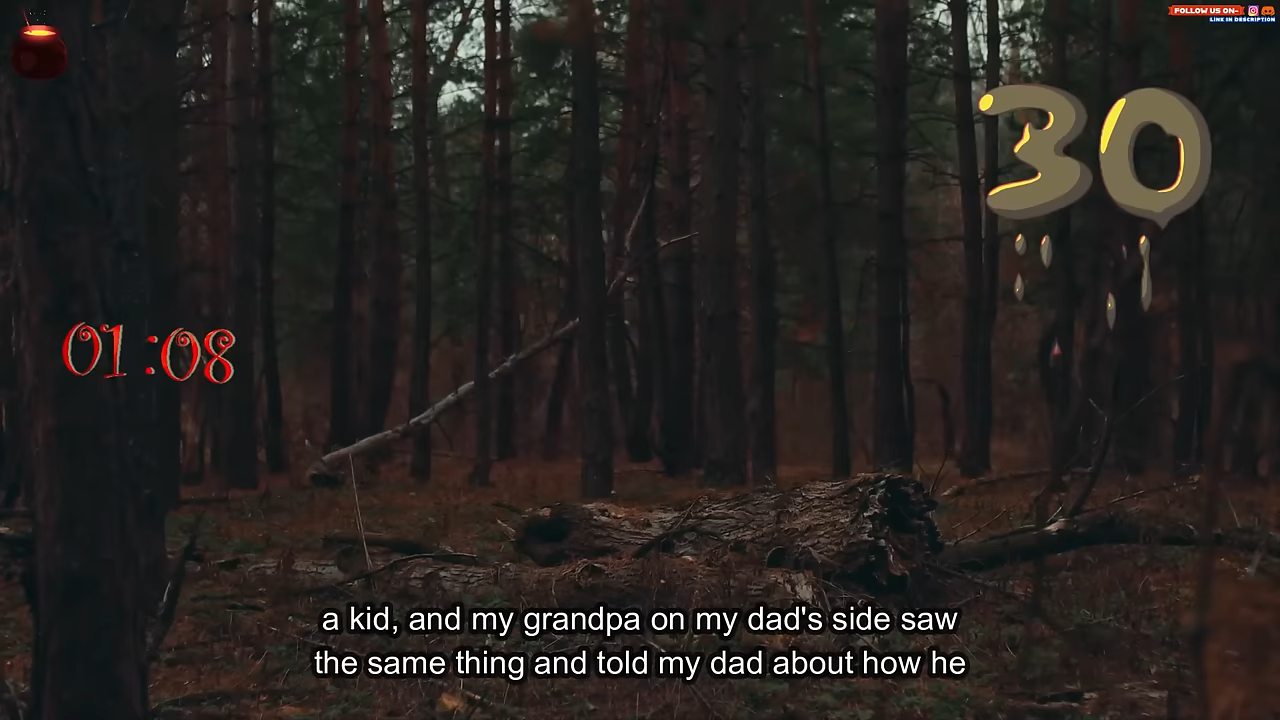 FOLLOW US ON-
LINK IN DESCRIPTION
30
01:08
a kid, and my grandpa on my dad's side saw
the same thing and told my dad about how he